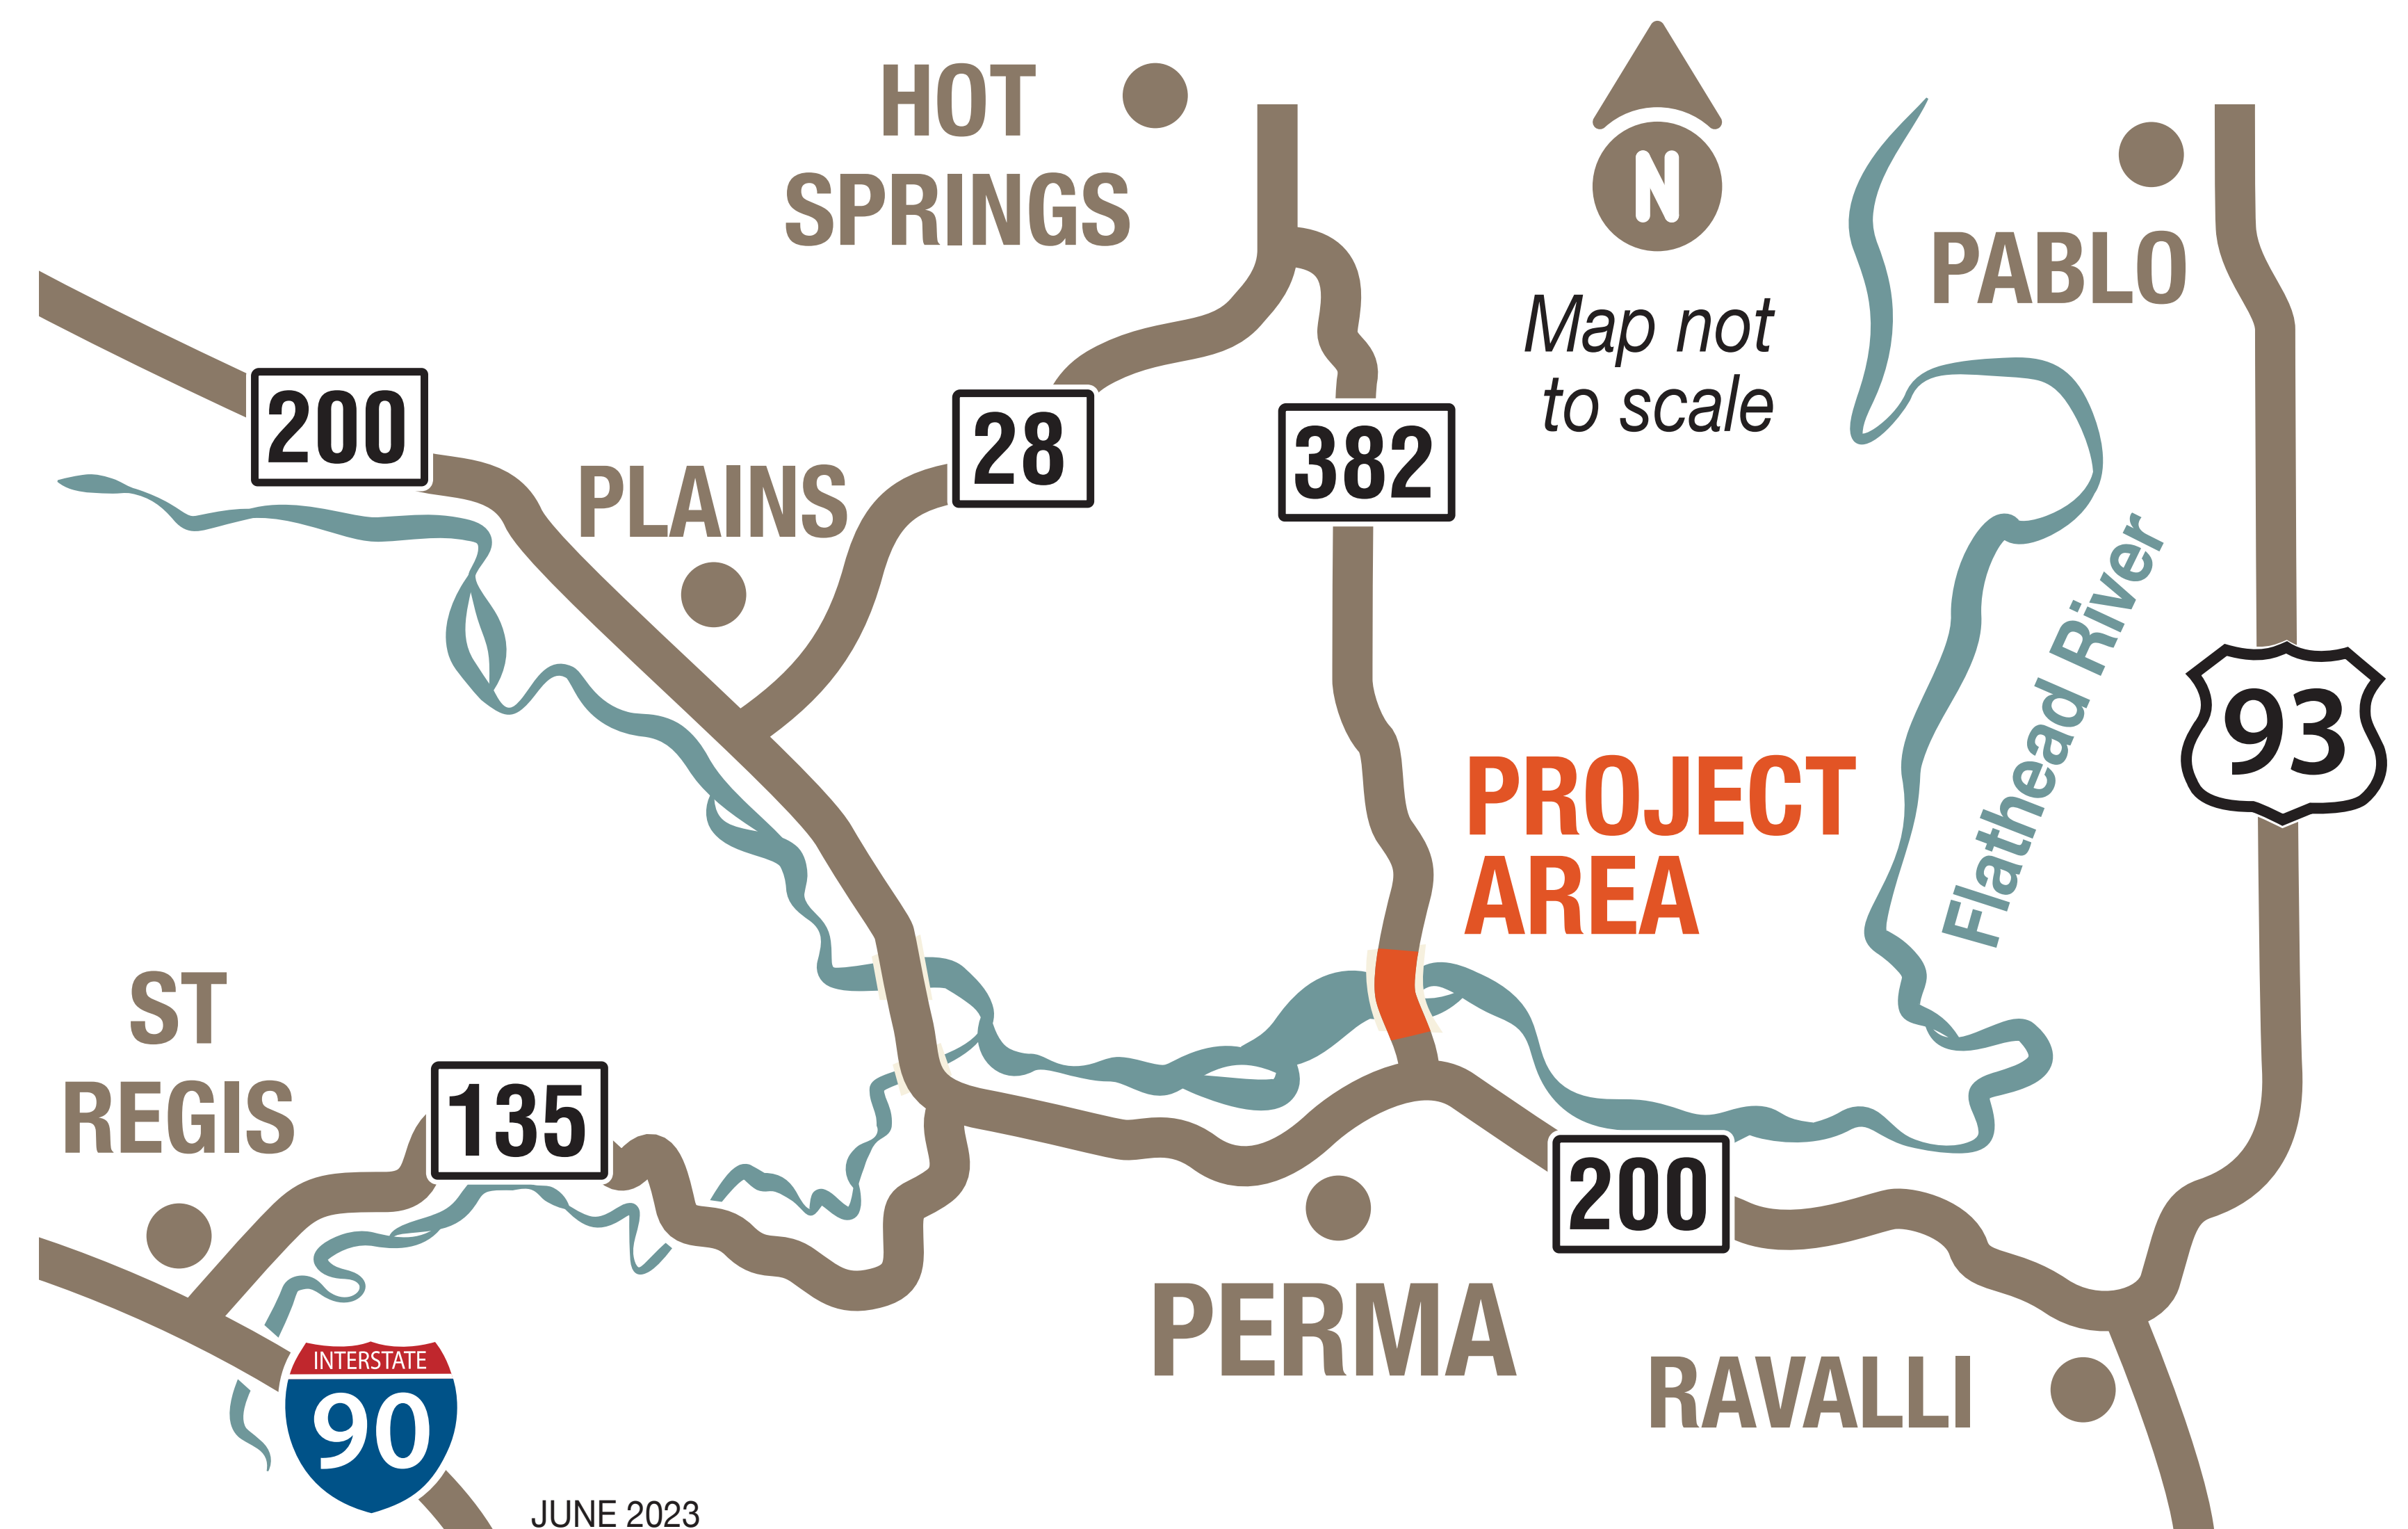 HOT
SPRINGS
N
PABLO
Map not
to scale
200
28
382
PLAINS
Flathead River
93
PROJECT
AREA
ST
REGIS
135
200
PERMA
RAVALLI
INTERSTATE
90
JUNE 2023